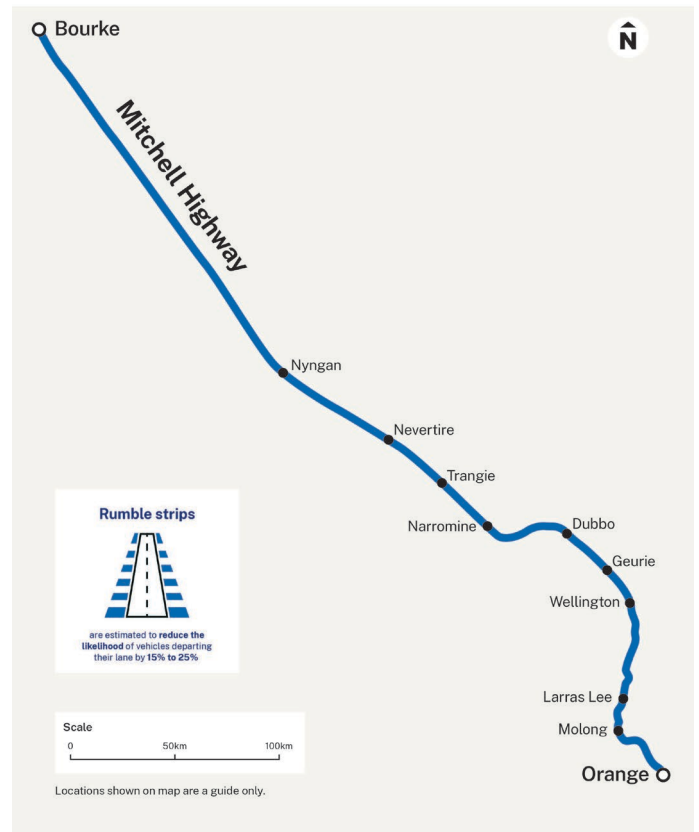 Bourke
N
Mitchell Highway
Nyngan
Nevertire
Trangie
Narromine
Dubbo
Geurie
Wellington
Larras Lee
Molong
Orange
Rumble strips
are estimated to reduce the
likelihood of vehicles departing
their lane by 15% to 25%
Scale
0 50km 100km
Locations shown on map are a guide only.